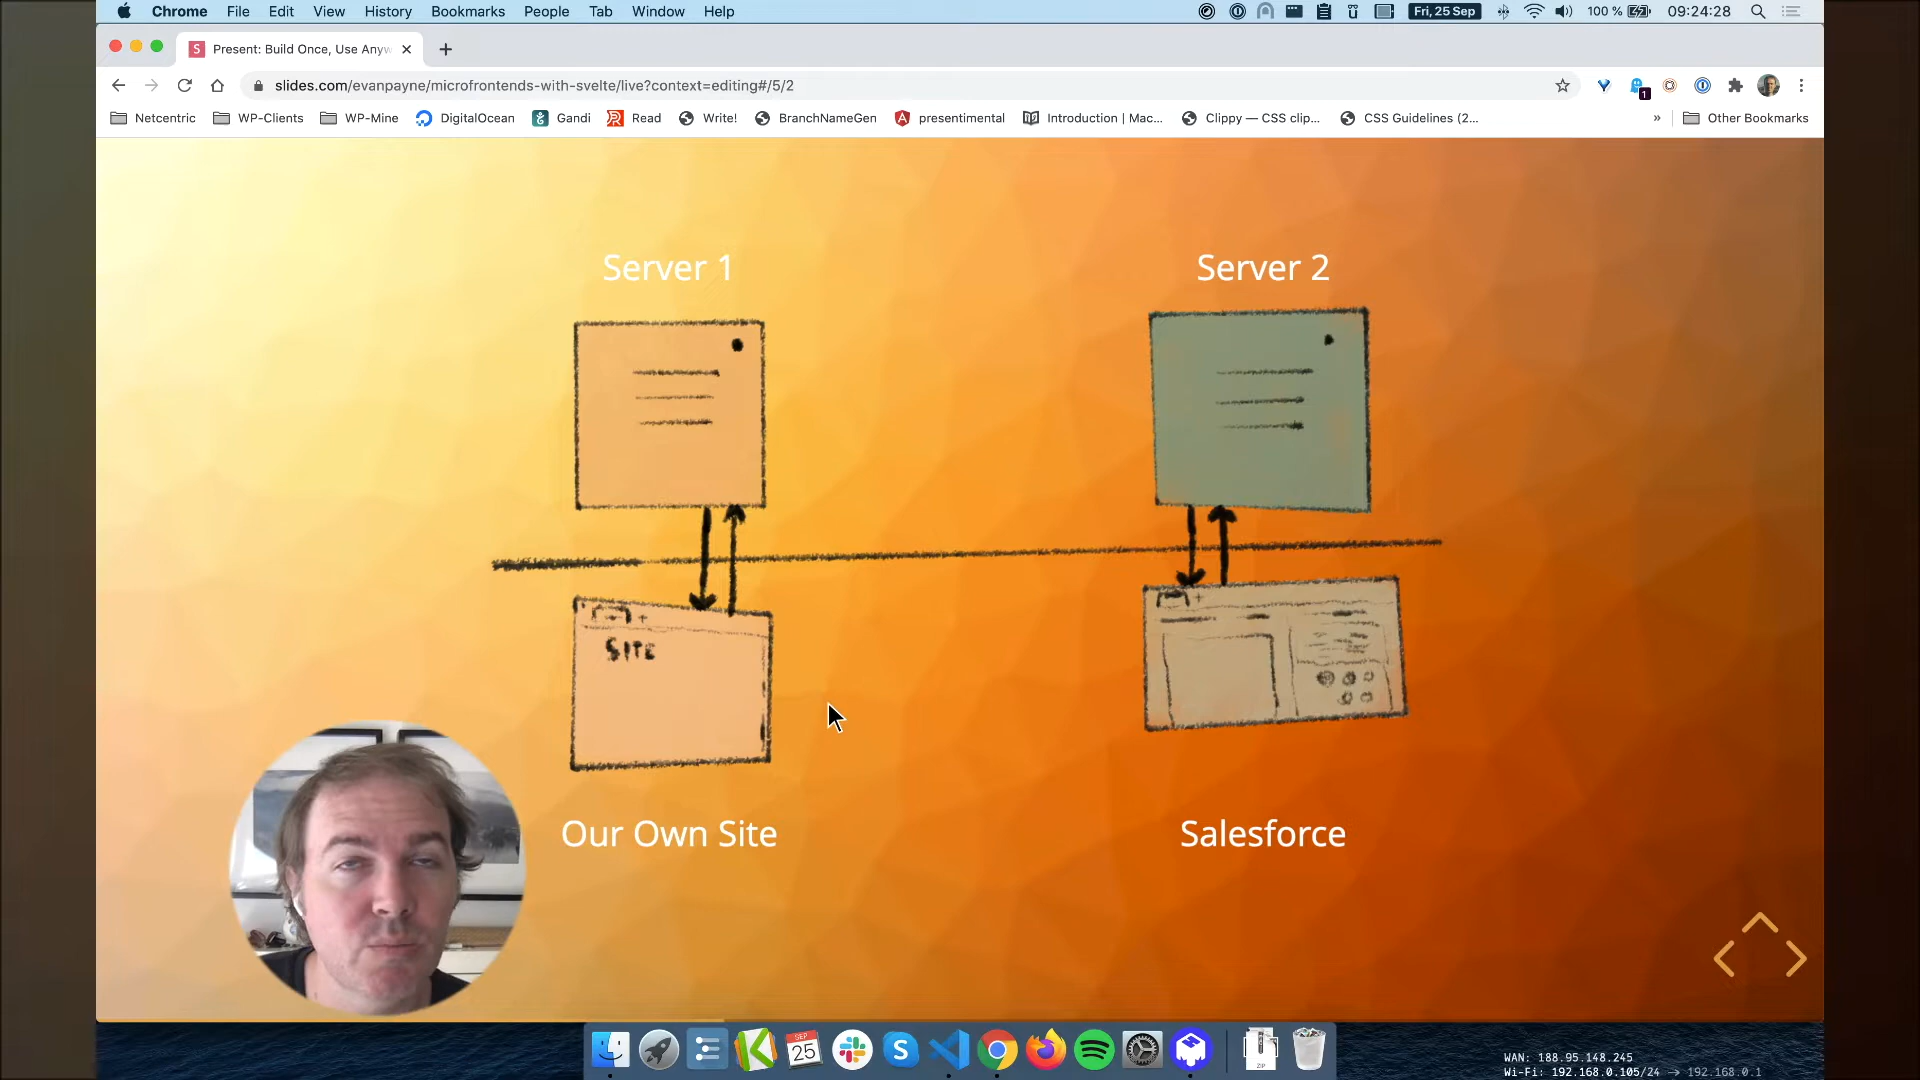 Chrome File Edit View History Bookmarks People Tab Window Help
Fri, 25 Sep 100 % 09:24:28
S Present: Build Once, Use Anyw
slides.com/evanpayne/microfrontends-with-svelte/live?context=editing#/5/2
1
Netcentric WP-Clients WP-Mine DigitalOcean Gandi Read Write! BranchNameGen presentimental Introduction | Mac... Clippy — CSS clip... CSS Guidelines (2... » Other Bookmarks
Server 1 Server 2
SITE
Our Own Site Salesforce
SEP
25
ZIP
WAN: 188.95.148.245
Wi-Fi: 192.168.0.105/24 → 192.168.0.1